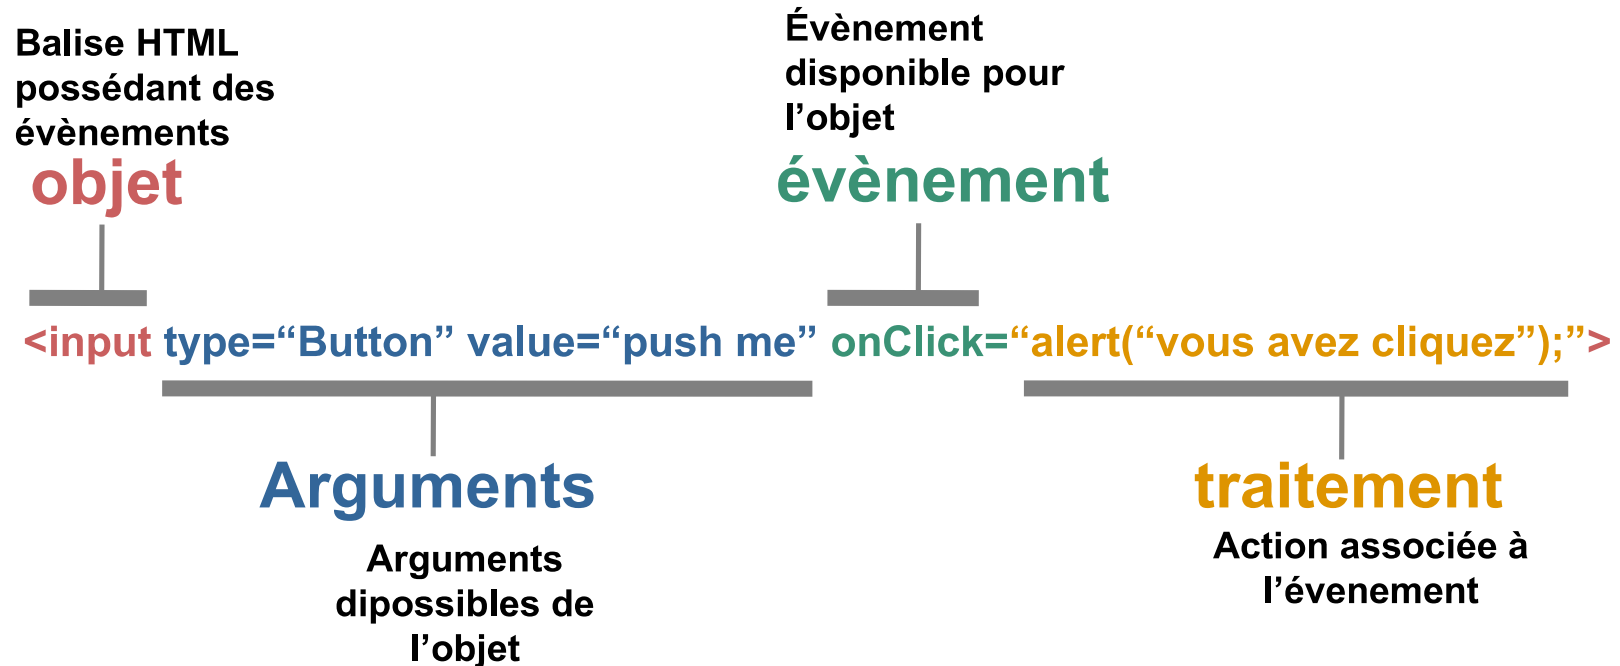 Balise HTML
possédant des
évènements
objet
Évènement
disponible pour
l’objet
évènement
<input type=“Button” value=“push me” onClick=“alert(“vous avez cliquez”);”>
Arguments
Arguments
dipossibles de
l’objet
traitement
Action associée à
l’évenement